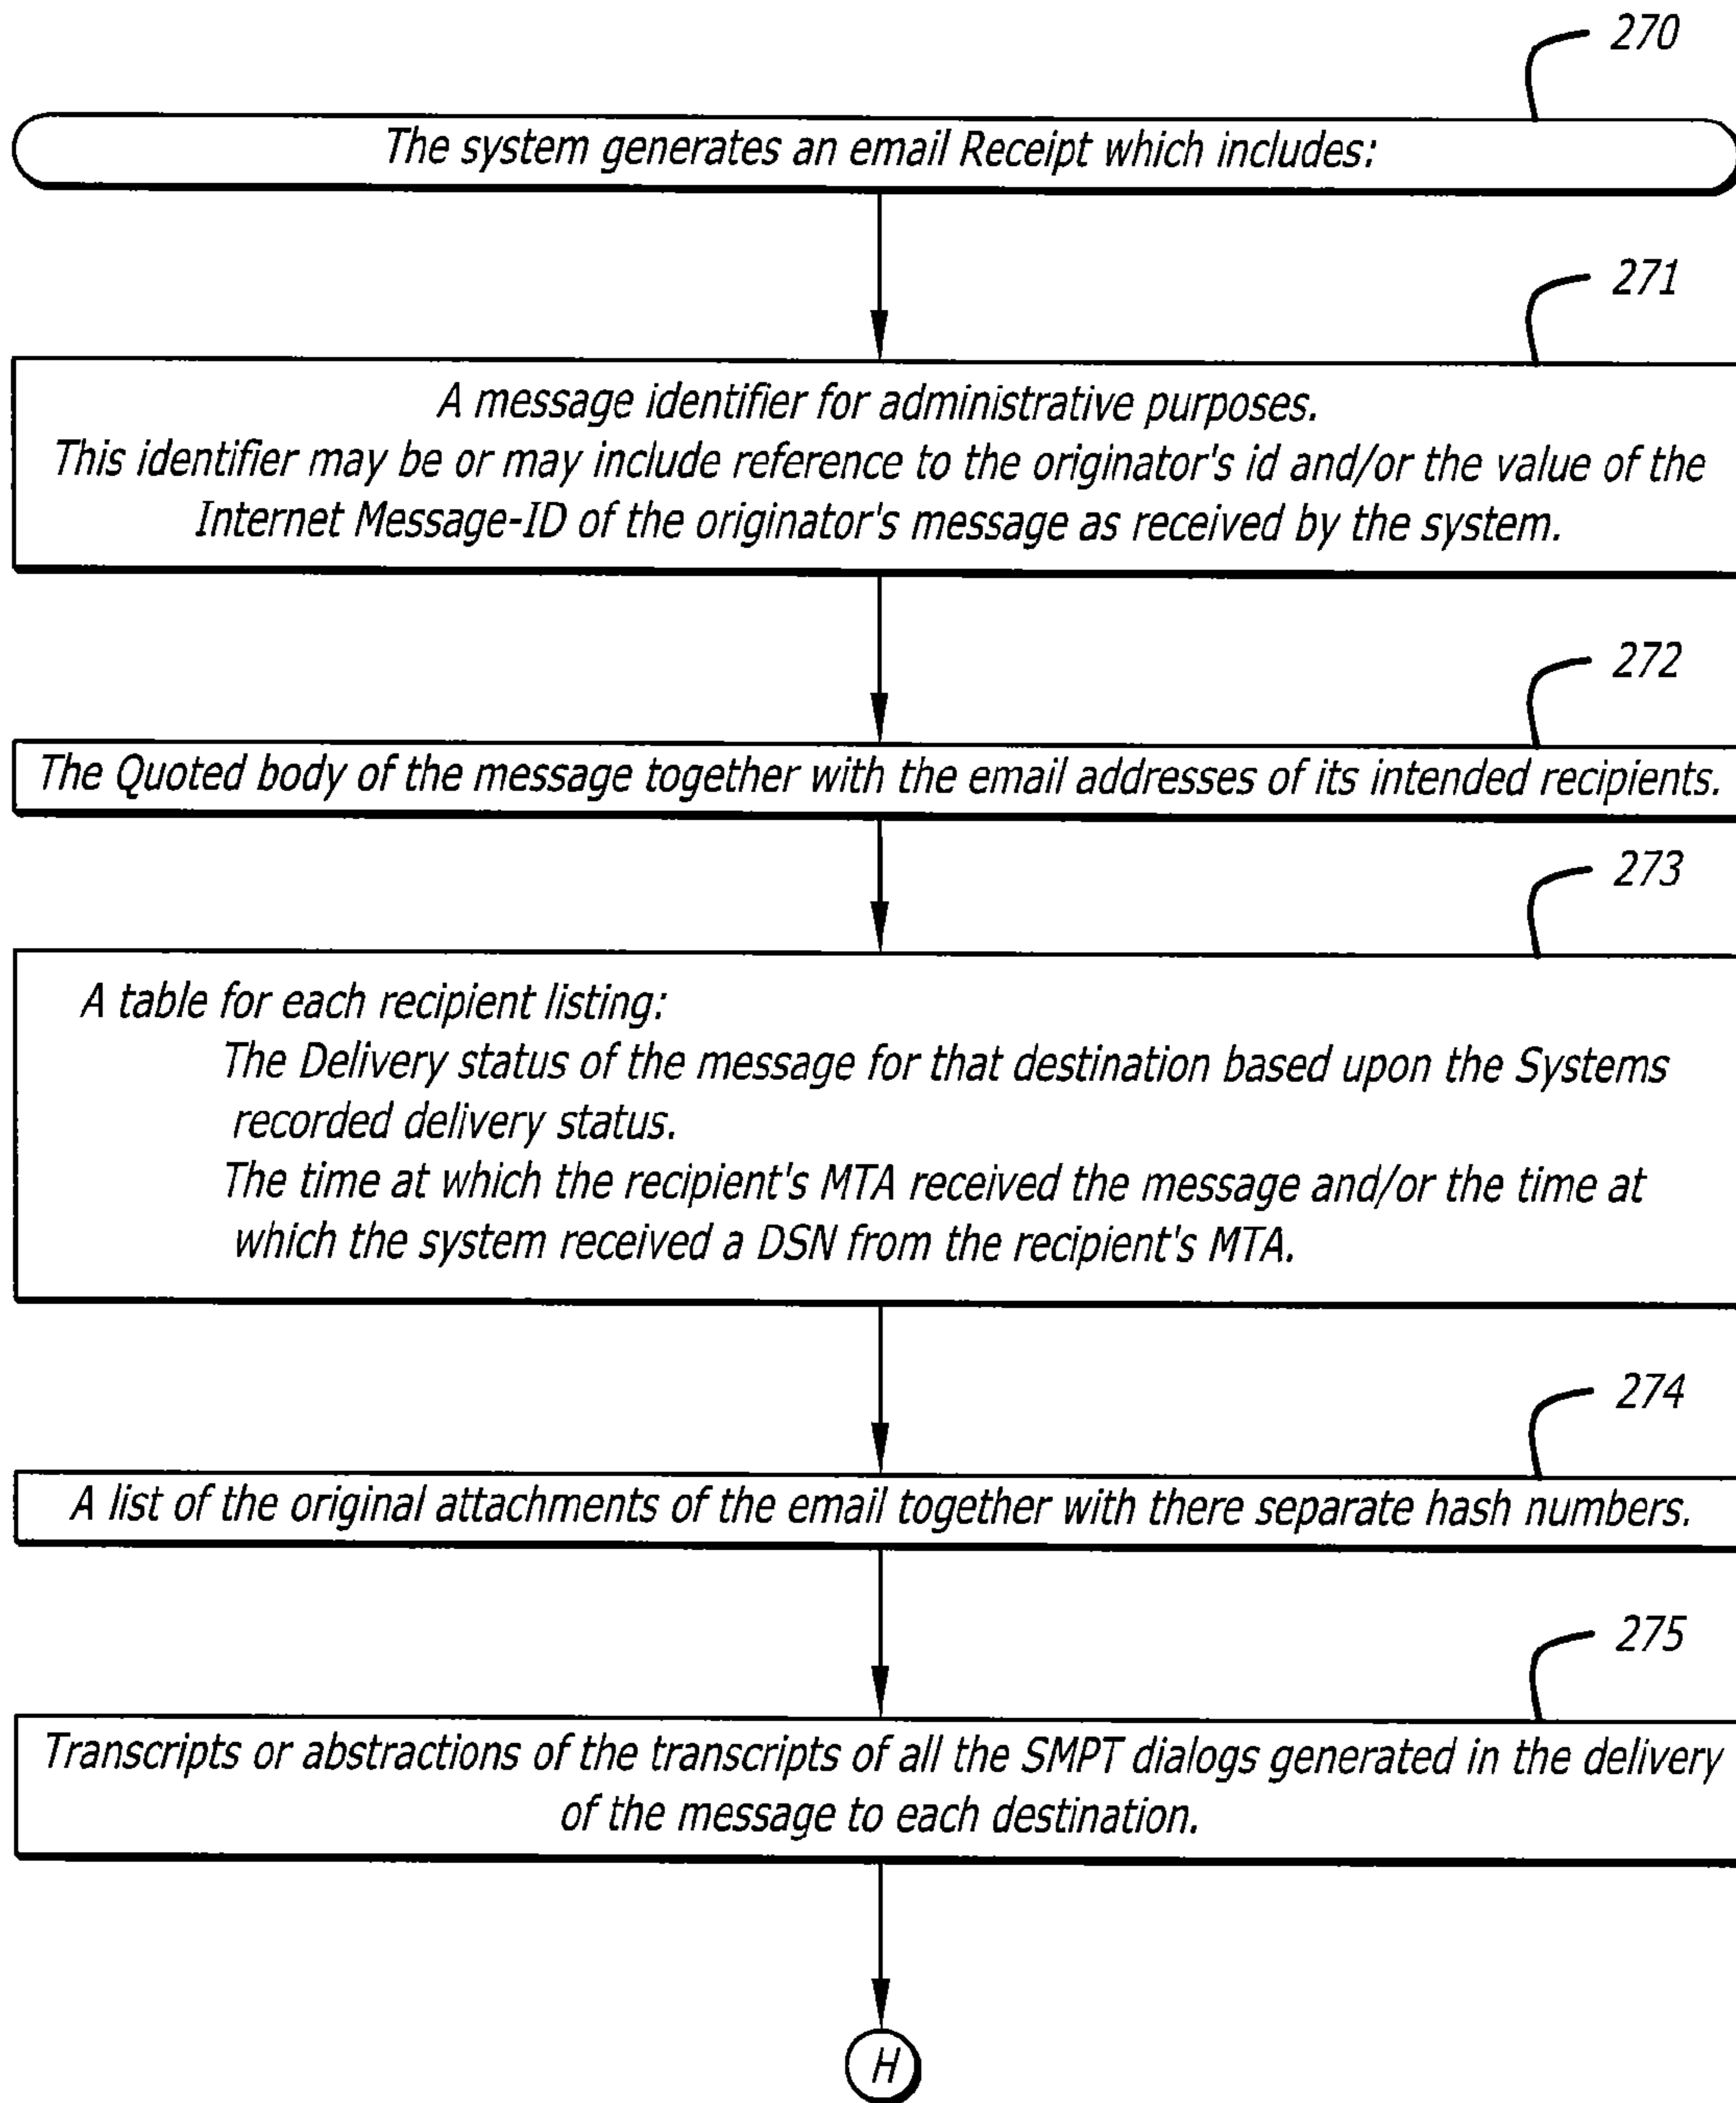 270
The system generates an email Receipt which includes:
271
A message identifier for administrative purposes.
This identifier may be or may include reference to the originator's id and/or the value of the
Internet Message-ID of the originator's message as received by the system.
272
The Quoted body of the message together with the email addresses of its intended recipients.
273
A table for each recipient listing:
The Delivery status of the message for that destination based upon the Systems
recorded delivery status.
The time at which the recipient's MTA received the message and/or the time at
which the system received a DSN from the recipient's MTA.
274
A list of the original attachments of the email together with there separate hash numbers.
275
Transcripts or abstractions of the transcripts of all the SMPT dialogs generated in the delivery
of the message to each destination.
H